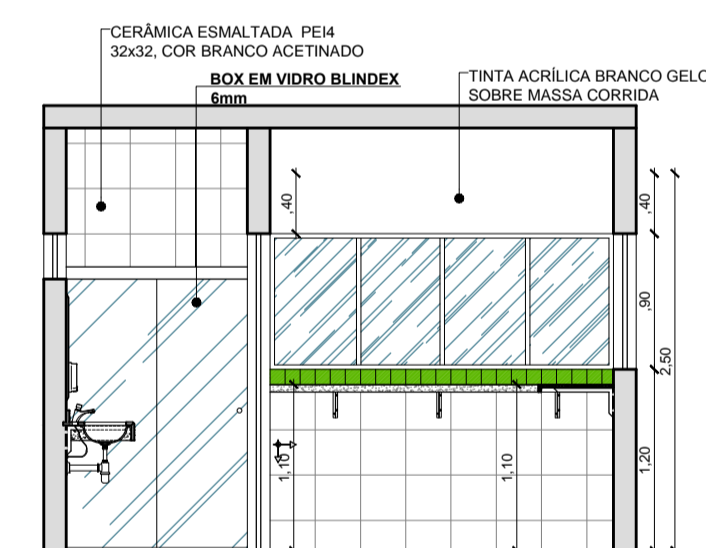 CERÂMICA ESMALTADA PEI4
32x32, COR BRANCO ACETINADO
BOX EM VIDRO BLINDEX
6mm
TINTA ACRÍLICA BRANCO GELO
SOBRE MASSA CORRIDA
,40
,40
,90
2,50
1,10
1,10
1,20